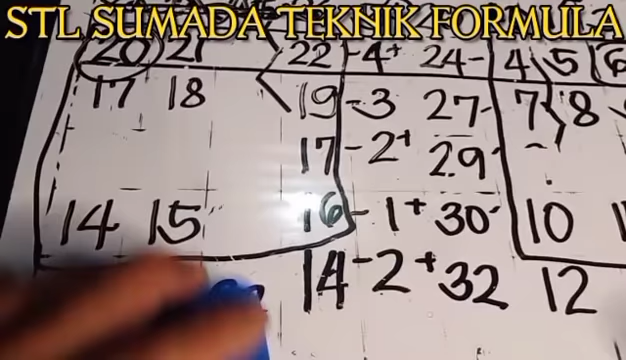 STL SUMADA TEKNIK FORMULA
20 21 22 -4+ 24- 4 5 6
17 18 19 -3 27- 7 8
17 -2+ 29-
14 15 16 -1+ 30- 10
14 -2+ 32 12